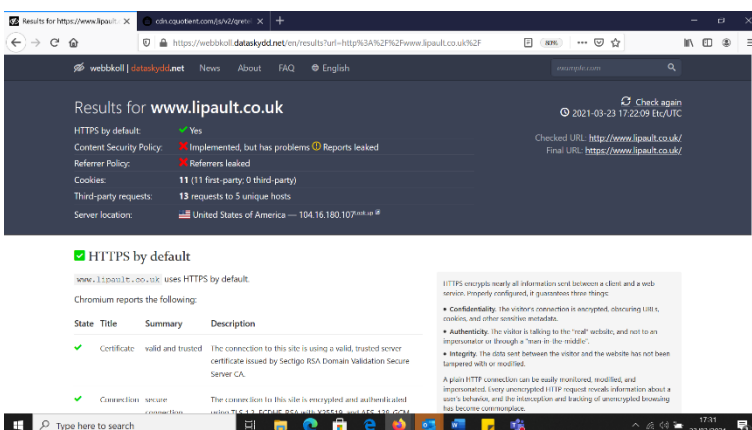 Results for https://www.lipault.c
cdn.cquotient.com/js/v2/gretel
https://webbkoll.dataskydd.net/en/results?url=http%3A%2F%2Fwww.lipault.co.uk%2F
80%
webbkoll | dataskydd.net News About FAQ English
example.com
Results for www.lipault.co.uk
Check again
2021-03-23 17:22:09 Etc/UTC
HTTPS by default: Yes
Checked URL: http://www.lipault.co.uk/
Content Security Policy: Implemented, but has problems Reports leaked
Final URL: https://www.lipault.co.uk/
Referrer Policy: Referrers leaked
Cookies: 11 (11 first-party; 0 third-party)
Third-party requests: 13 requests to 5 unique hosts
Server location: United States of America — 104.16.180.107 Look up
HTTPS by default
www.lipault.co.uk uses HTTPS by default.
Chromium reports the following:
State Title Summary Description
Certificate valid and trusted The connection to this site is using a valid, trusted server
certificate issued by Sectigo RSA Domain Validation Secure
Server CA.
Connection secure The connection to this site is encrypted and authenticated
connection using TLS 1.3, ECDHE_RSA with X25519, and AES_128_GCM.
HTTPS encrypts nearly all information sent between a client and a web
service. Properly configured, it guarantees three things:
• Confidentiality. The visitor's connection is encrypted, obscuring URLs,
cookies, and other sensitive metadata.
• Authenticity. The visitor is talking to the "real" website, and not to an
impersonator or through a "man-in-the-middle".
• Integrity. The data sent between the visitor and the website has not been
tampered with or modified.
A plain HTTP connection can be easily monitored, modified, and
impersonated. Every unencrypted HTTP request reveals information about a
user's behavior, and the interception and tracking of unencrypted browsing
has become commonplace.
Type here to search
17:31